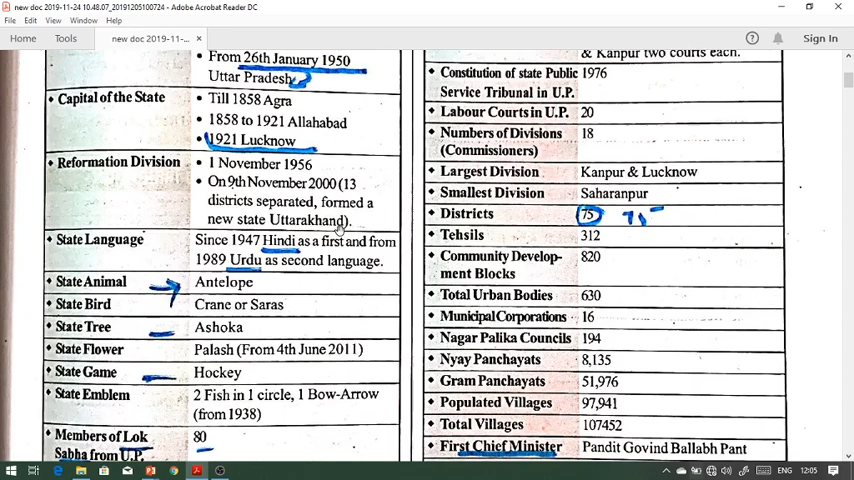 new doc 2019-11-24 10.48.07_20191205100724 - Adobe Acrobat Reader DC
File Edit View Window Help
Home Tools new doc 2019-11-... × Sign In
• From 26th January 1950
Uttar Pradesh
Capital of the State
• Till 1858 Agra
• 1858 to 1921 Allahabad
• 1921 Lucknow
Reformation Division
• 1 November 1956
• On 9th November 2000 (13
districts separated, formed a
new state Uttarakhand).
State Language
Since 1947 Hindi as a first and from
1989 Urdu as second language.
State Animal Antelope
State Bird Crane or Saras
State Tree Ashoka
State Flower Palash (From 4th June 2011)
State Game Hockey
State Emblem 2 Fish in 1 circle, 1 Bow-Arrow
(from 1938)
Members of Lok 80
Sabha from U.P.
& Kanpur two courts each.
Constitution of state Public 1976
Service Tribunal in U.P.
Labour Courts in U.P. 20
Numbers of Divisions 18
(Commissioners)
Largest Division Kanpur & Lucknow
Smallest Division Saharanpur
Districts 75 75
Tehsils 312
Community Develop- 820
ment Blocks
Total Urban Bodies 630
Municipal Corporations 16
Nagar Palika Councils 194
Nyay Panchayats 8,135
Gram Panchayats 51,976
Populated Villages 97,941
Total Villages 107452
First Chief Minister Pandit Govind Ballabh Pant
ENG 12:05